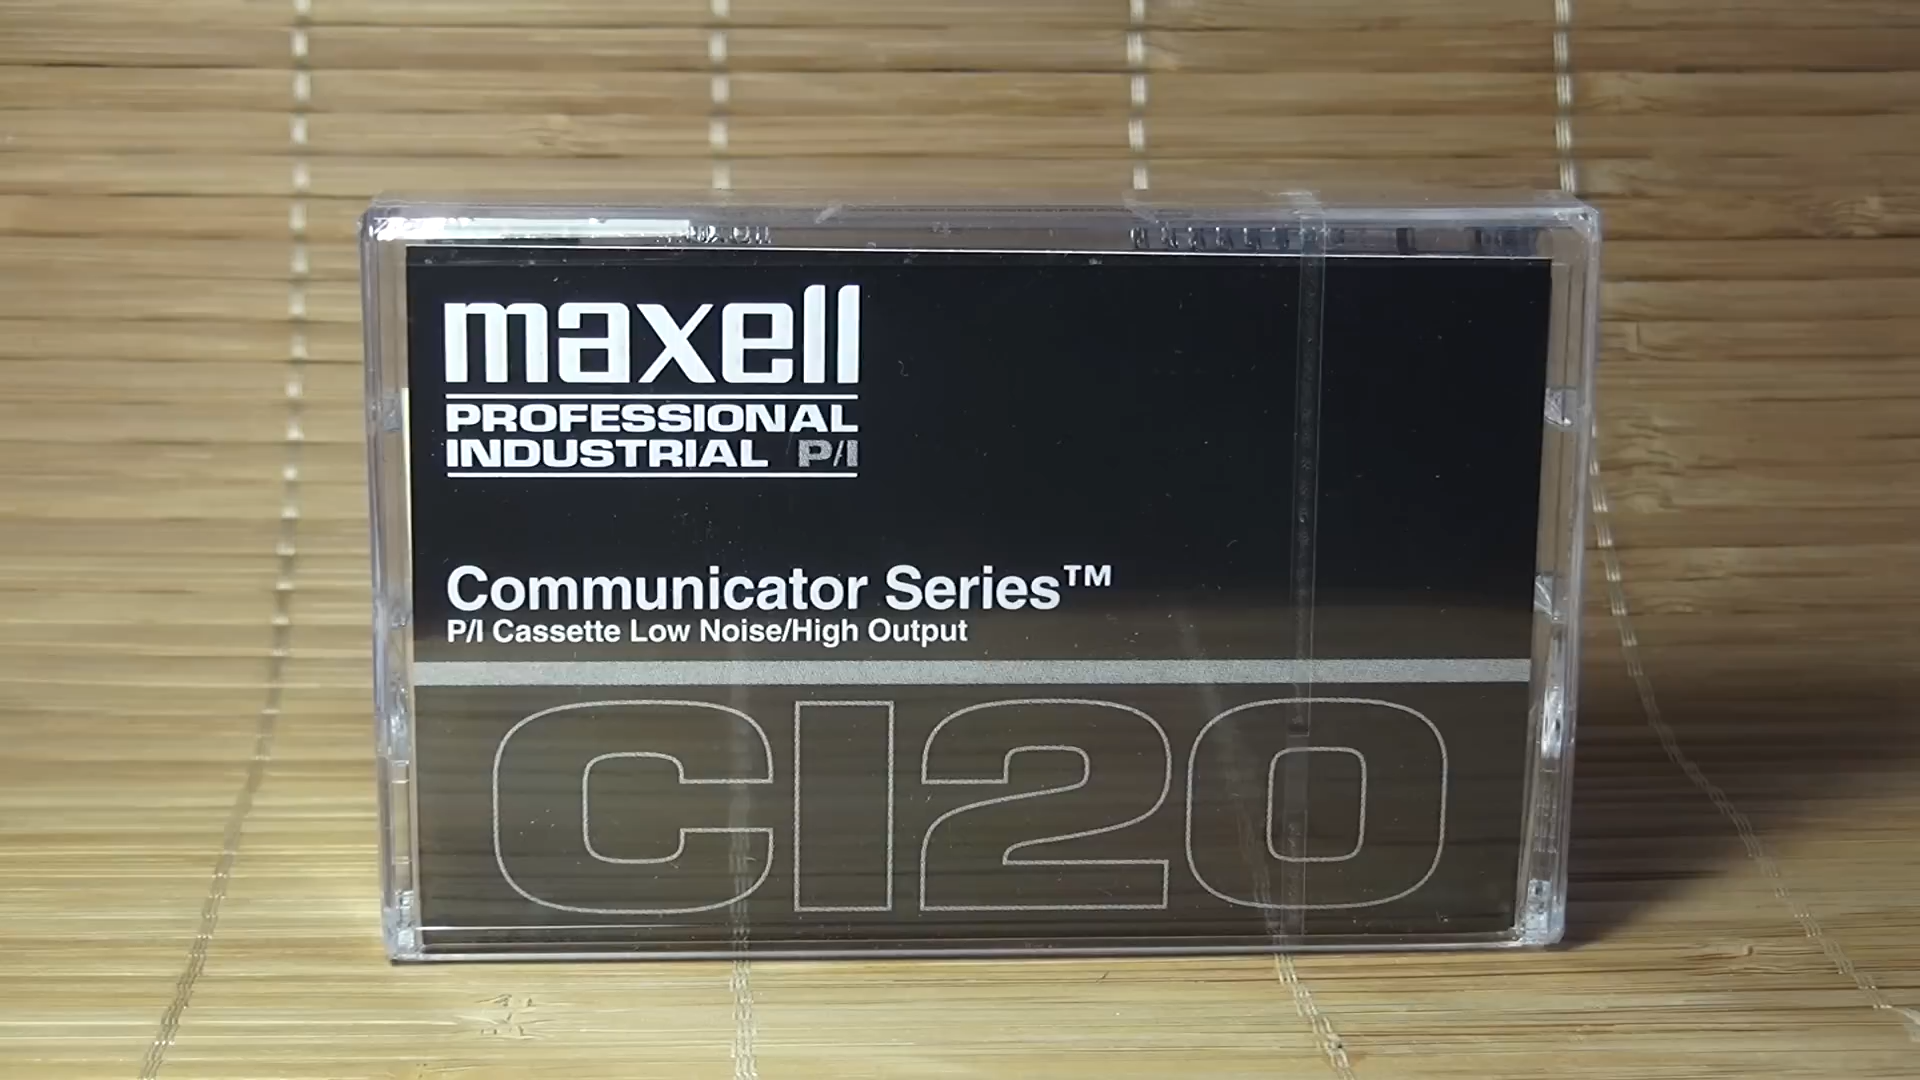 maxell
PROFESSIONAL
INDUSTRIAL P/I
Communicator Series™
P/I Cassette Low Noise/High Output
CI20